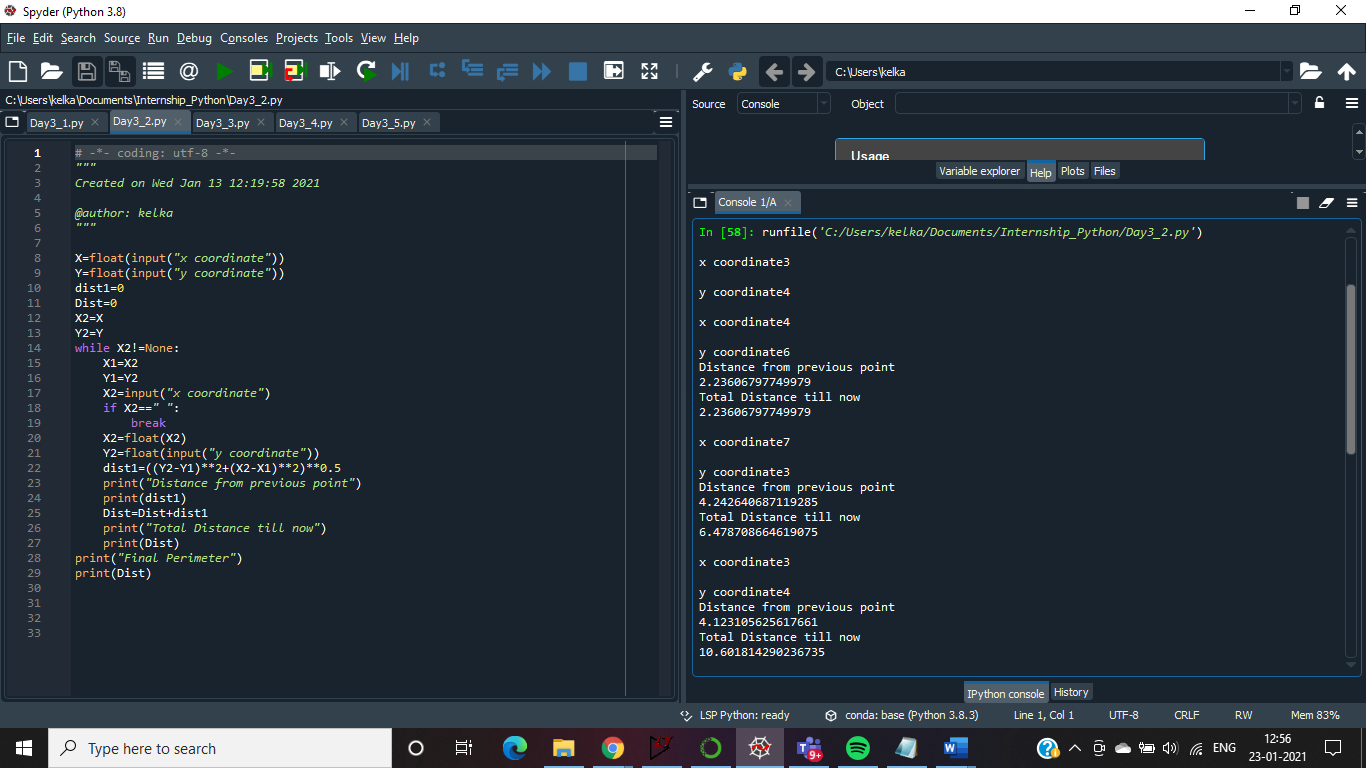 Spyder (Python 3.8)
File Edit Search Source Run Debug Consoles Projects Tools View Help
C:\Users\kelka
C:\Users\kelka\Documents\Internship_Python\Day3_2.py
Day3_1.py Day3_2.py Day3_3.py Day3_4.py Day3_5.py
1 # -*- coding: utf-8 -*-
2 """
3 Created on Wed Jan 13 12:19:58 2021
4
5 @author: kelka
6 """
7
8 X=float(input("x coordinate"))
9 Y=float(input("y coordinate"))
10 dist1=0
11 Dist=0
12 X2=X
13 Y2=Y
14 while X2!=None:
15     X1=X2
16     Y1=Y2
17     X2=input("x coordinate")
18     if X2==" ":
19         break
20     X2=float(X2)
21     Y2=float(input("y coordinate"))
22     dist1=((Y2-Y1)**2+(X2-X1)**2)**0.5
23     print("Distance from previous point")
24     print(dist1)
25     Dist=Dist+dist1
26     print("Total Distance till now")
27     print(Dist)
28 print("Final Perimeter")
29 print(Dist)
30
31
32
33
Source Console Object
Usage
Variable explorer Help Plots Files
Console 1/A
In [58]: runfile('C:/Users/kelka/Documents/Internship_Python/Day3_2.py')
x coordinate3
y coordinate4
x coordinate4
y coordinate6
Distance from previous point
2.23606797749979
Total Distance till now
2.23606797749979
x coordinate7
y coordinate3
Distance from previous point
4.242640687119285
Total Distance till now
6.478708664619075
x coordinate3
y coordinate4
Distance from previous point
4.123105625617661
Total Distance till now
10.601814290236735
IPython console History
LSP Python: ready conda: base (Python 3.8.3) Line 1, Col 1 UTF-8 CRLF RW Mem 83%
Type here to search
9+
ENG
12:56
23-01-2021